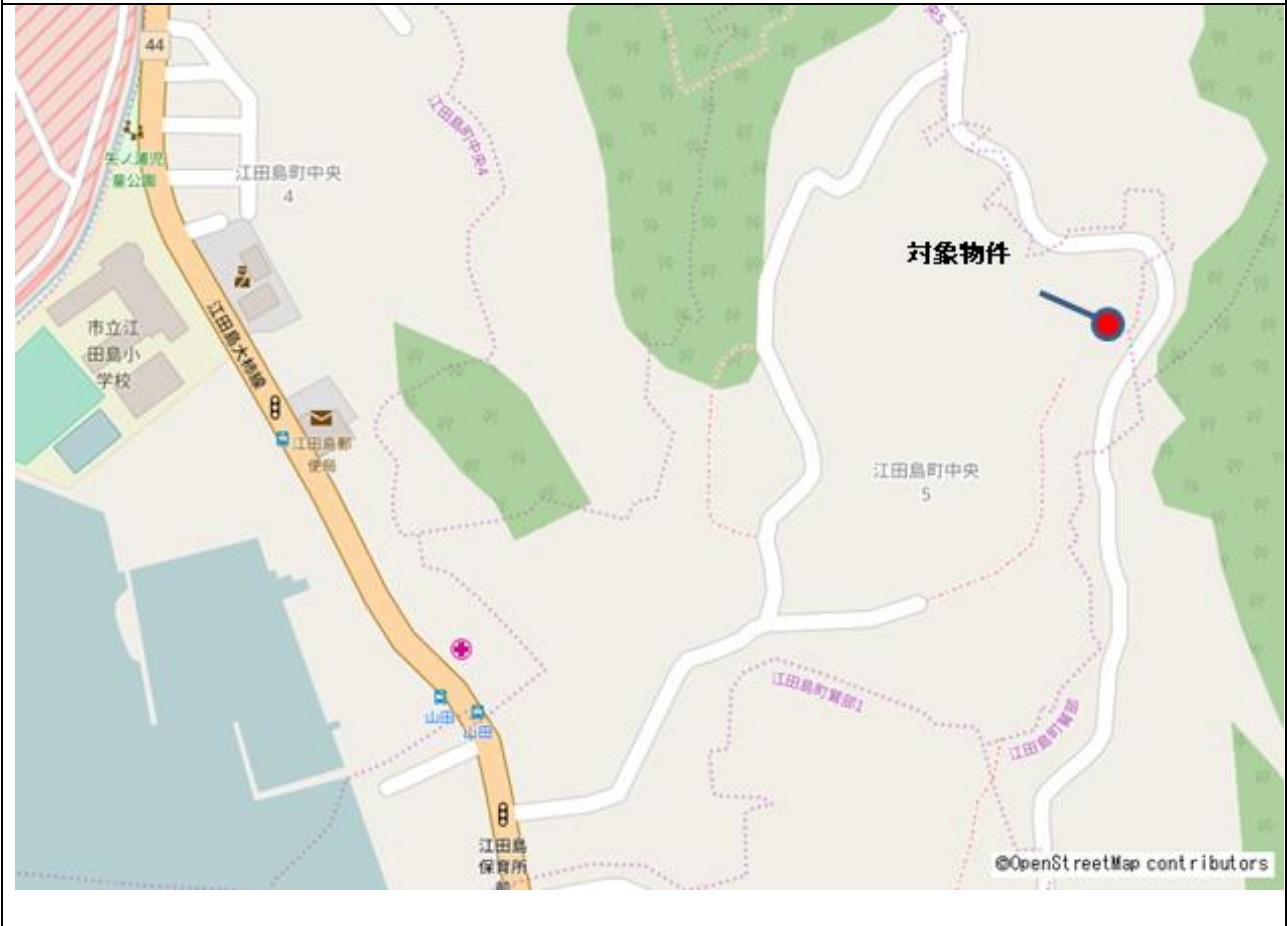 44
江田島町中央4
矢ノ浦児
童公園
江田島町中央
4
対象物件
市立江
田島小
学校
江田島大柿線
江田島郵
便局
江田島町中央
5
江田島町鷲部1
山田
山田
江田島町鷲部
江田島
保育所
前
©OpenStreetMap contributors